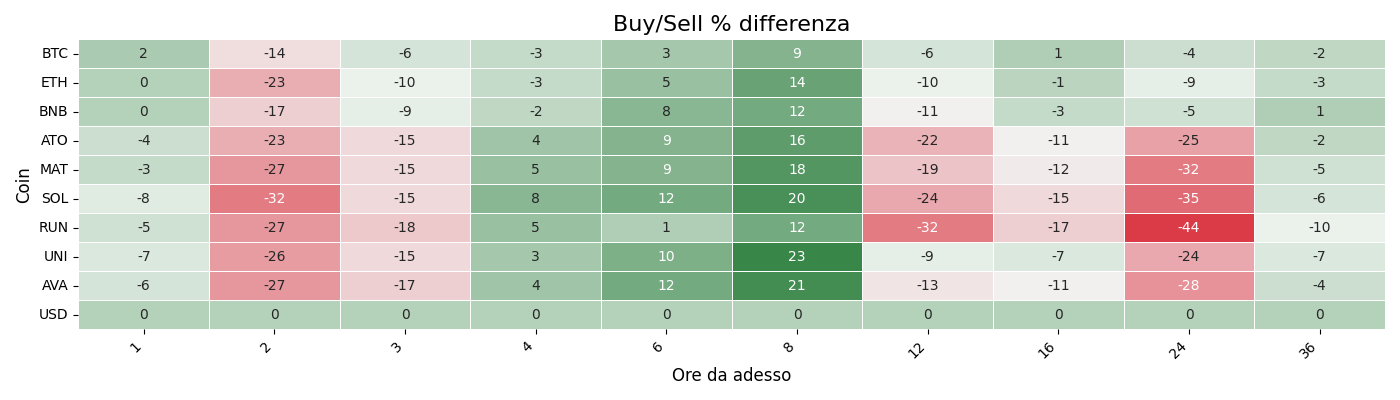 Buy/Sell % differenza
Coin
BTC 2 -14 -6 -3 3 9 -6 1 -4 -2
ETH 0 -23 -10 -3 5 14 -10 -1 -9 -3
BNB 0 -17 -9 -2 8 12 -11 -3 -5 1
ATO -4 -23 -15 4 9 16 -22 -11 -25 -2
MAT -3 -27 -15 5 9 18 -19 -12 -32 -5
SOL -8 -32 -15 8 12 20 -24 -15 -35 -6
RUN -5 -27 -18 5 1 12 -32 -17 -44 -10
UNI -7 -26 -15 3 10 23 -9 -7 -24 -7
AVA -6 -27 -17 4 12 21 -13 -11 -28 -4
USD 0 0 0 0 0 0 0 0 0 0
1 2 3 4 6 8 12 16 24 36
Ore da adesso